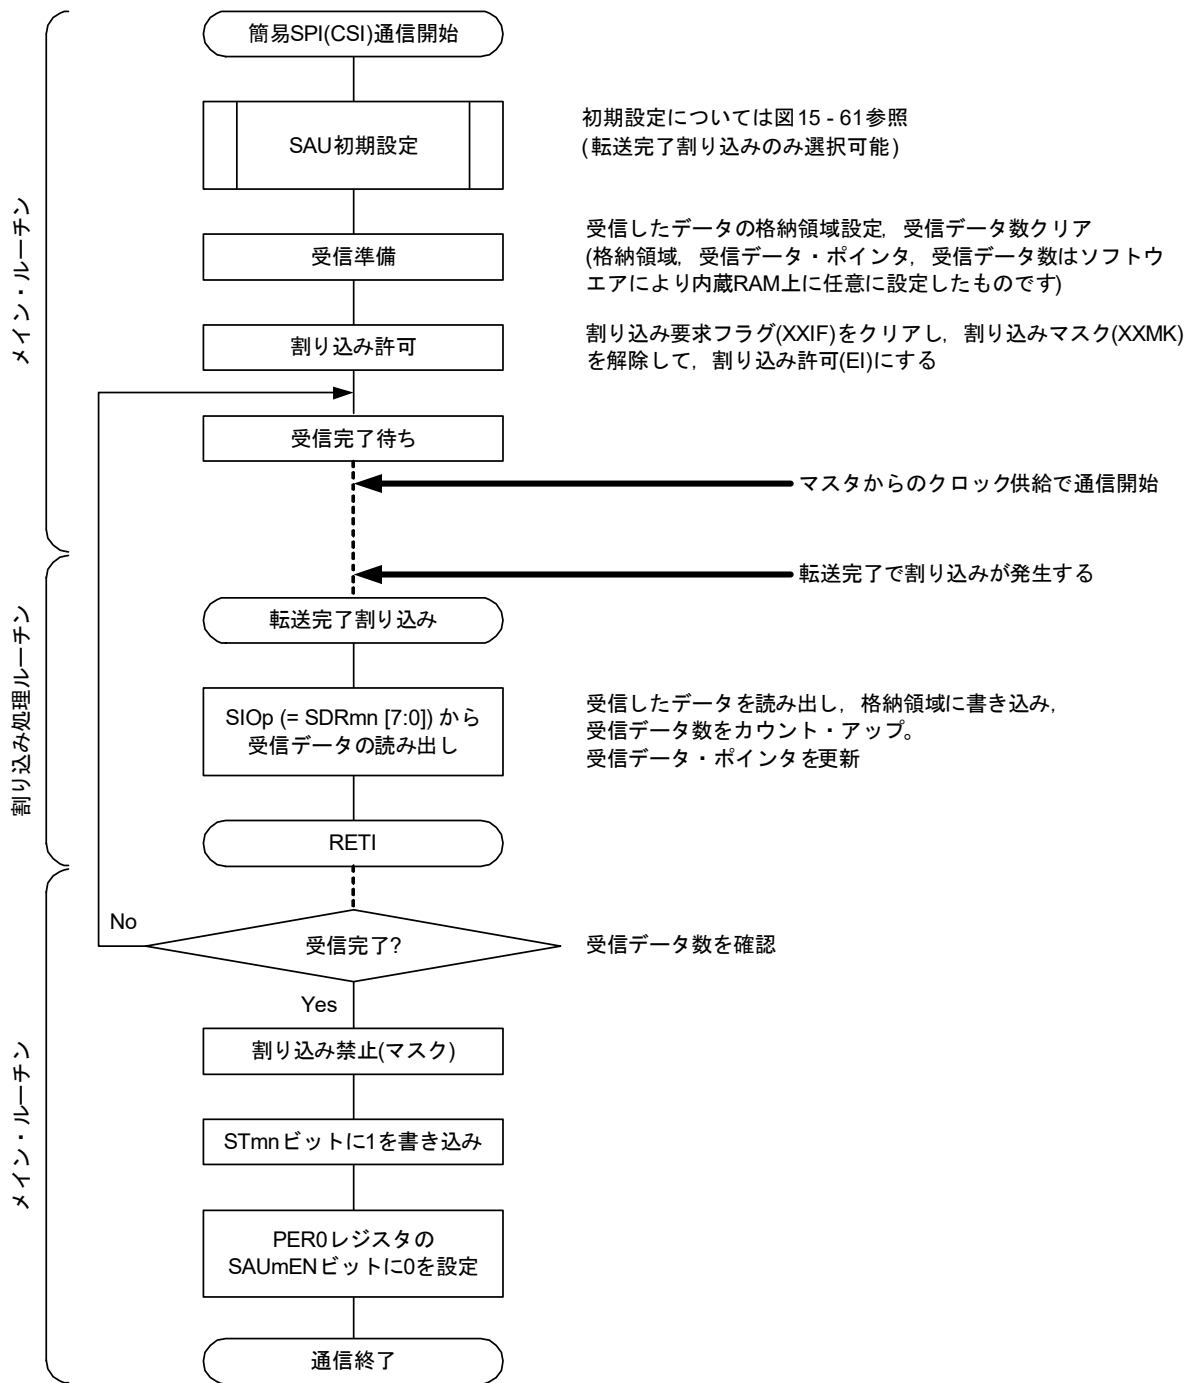 簡易SPI(CSI)通信開始
SAU初期設定
初期設定については図15 - 61参照
(転送完了割り込みのみ選択可能)
受信準備
受信したデータの格納領域設定，受信データ数クリア
(格納領域，受信データ・ポインタ，受信データ数はソフトウ
エアにより内蔵RAM上に任意に設定したものです)
割り込み許可
割り込み要求フラグ(XXIF)をクリアし，割り込みマスク(XXMK)
を解除して，割り込み許可(EI)にする
メイン・ルーチン
受信完了待ち
マスタからのクロック供給で通信開始
転送完了で割り込みが発生する
転送完了割り込み
割り込み処理ルーチン
SIOp (= SDRmn [7:0]) から
受信データの読み出し
受信したデータを読み出し，格納領域に書き込み，
受信データ数をカウント・アップ。
受信データ・ポインタを更新
RETI
No
受信完了?
受信データ数を確認
Yes
割り込み禁止(マスク)
メイン・ルーチン
STmnビットに1を書き込み
PER0レジスタの
SAUmENビットに0を設定
通信終了